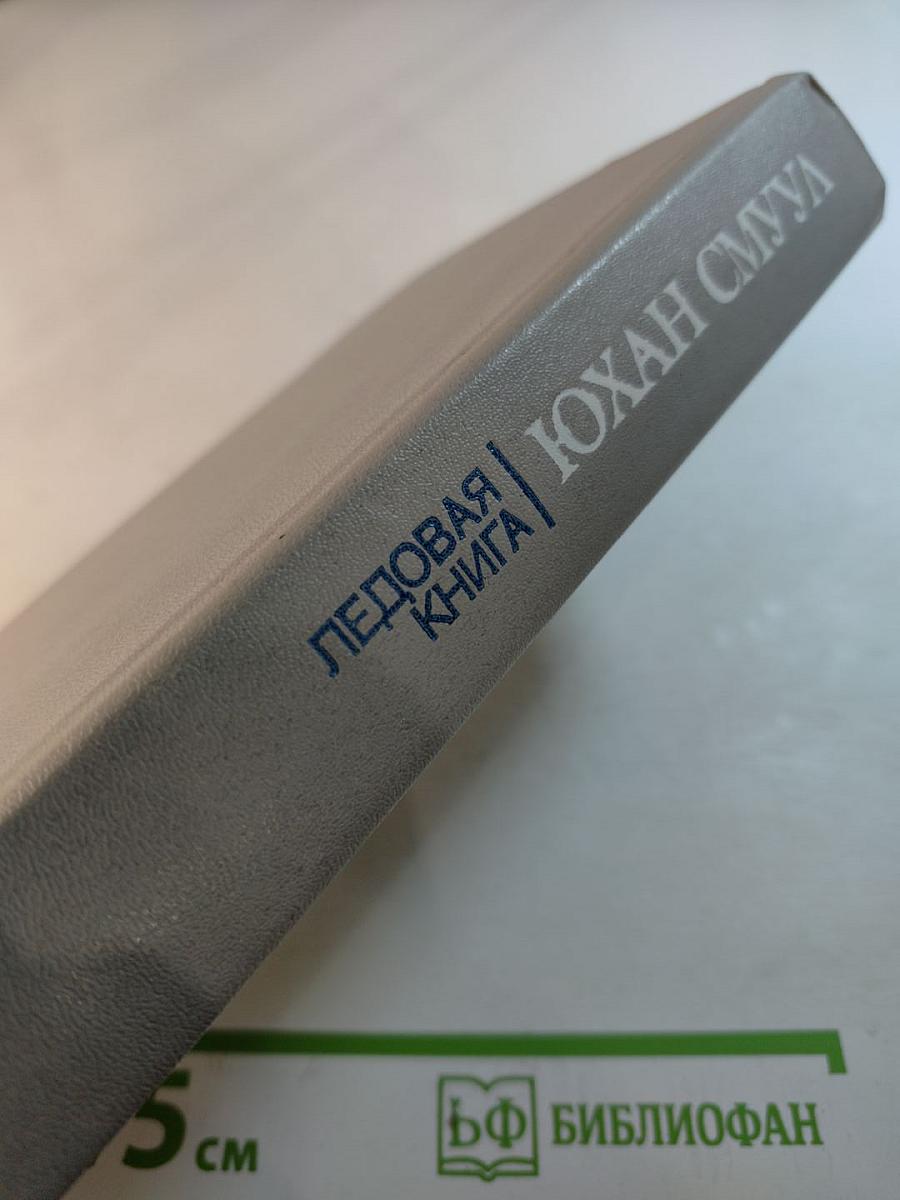 ЮХАН СМУУЛ
ЛЕДОВАЯ
КНИГА
5 см
БФ БИБЛИОФАН